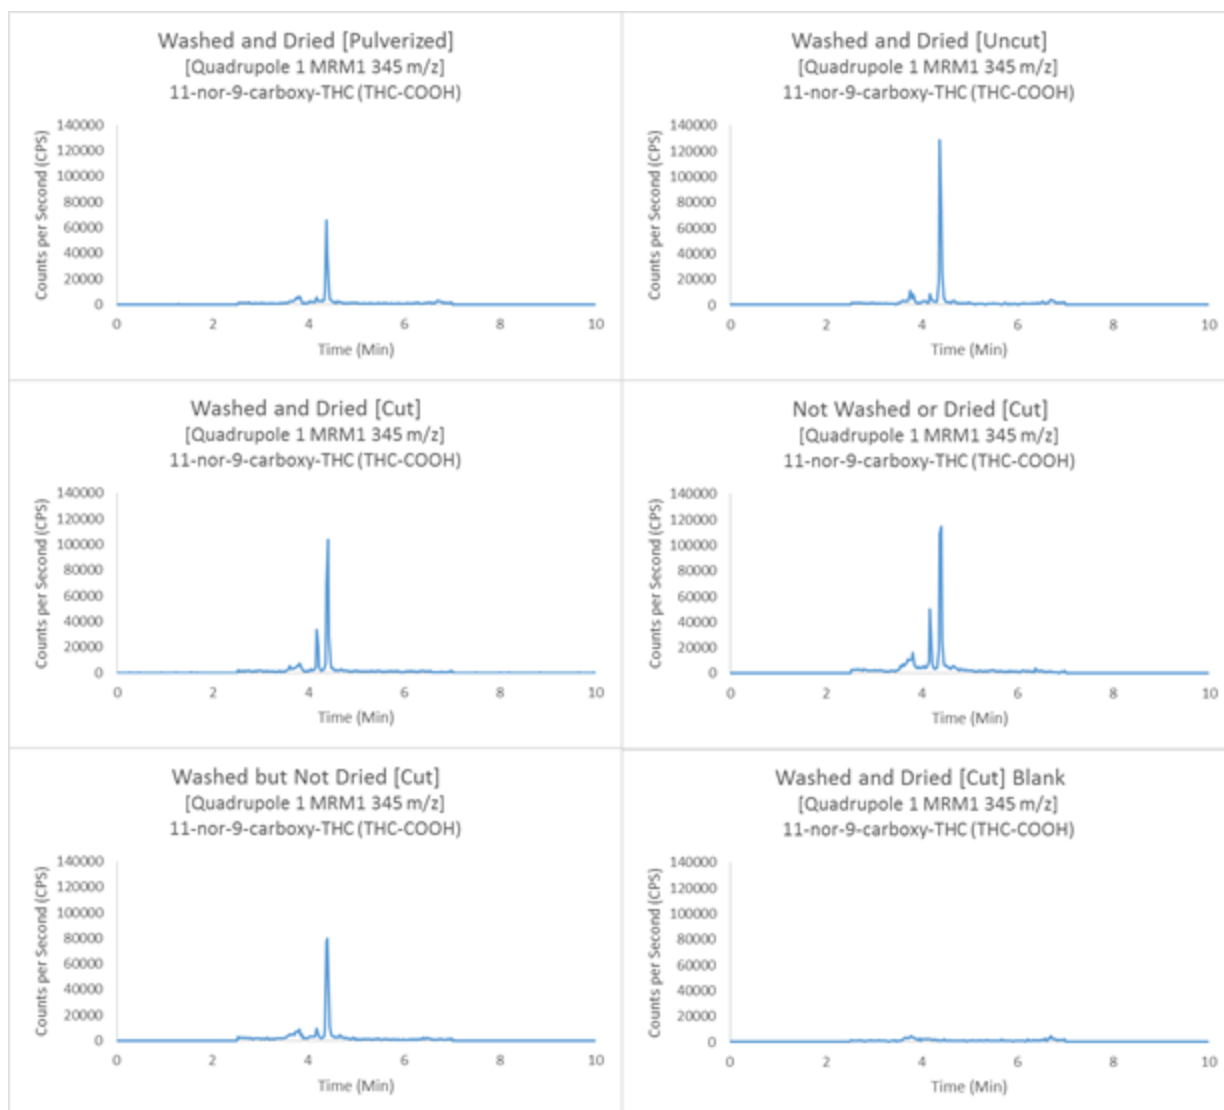 Washed and Dried [Pulverized]
[Quadrupole 1 MRM1 345 m/z]
11-nor-9-carboxy-THC (THC-COOH)
Counts per Second (CPS)
140000
120000
100000
80000
60000
40000
20000
0
0 2 4 6 8 10
Time (Min)
Washed and Dried [Uncut]
[Quadrupole 1 MRM1 345 m/z]
11-nor-9-carboxy-THC (THC-COOH)
Counts per Second (CPS)
140000
120000
100000
80000
60000
40000
20000
0
0 2 4 6 8 10
Time (Min)
Washed and Dried [Cut]
[Quadrupole 1 MRM1 345 m/z]
11-nor-9-carboxy-THC (THC-COOH)
Counts per Second (CPS)
140000
120000
100000
80000
60000
40000
20000
0
0 2 4 6 8 10
Time (Min)
Not Washed or Dried [Cut]
[Quadrupole 1 MRM1 345 m/z]
11-nor-9-carboxy-THC (THC-COOH)
Counts per Second (CPS)
140000
120000
100000
80000
60000
40000
20000
0
0 2 4 6 8 10
Time (Min)
Washed but Not Dried [Cut]
[Quadrupole 1 MRM1 345 m/z]
11-nor-9-carboxy-THC (THC-COOH)
Counts per Second (CPS)
140000
120000
100000
80000
60000
40000
20000
0
0 2 4 6 8 10
Time (Min)
Washed and Dried [Cut] Blank
[Quadrupole 1 MRM1 345 m/z]
11-nor-9-carboxy-THC (THC-COOH)
Counts per Second (CPS)
140000
120000
100000
80000
60000
40000
20000
0
0 2 4 6 8 10
Time (Min)